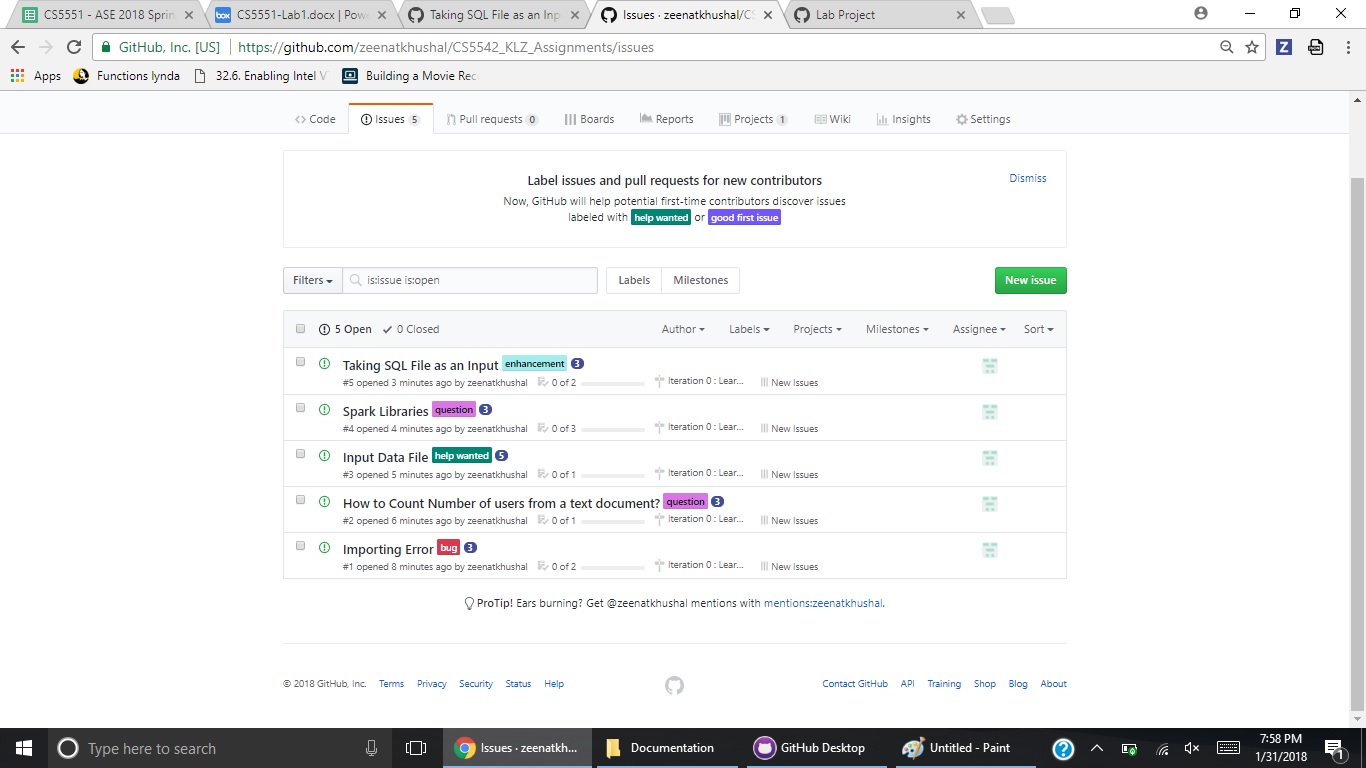 CS5551 - ASE 2018 Sprin
CS5551-Lab1.docx | Pow
Taking SQL File as an Inp
Issues · zeenatkhushal/CS
Lab Project
GitHub, Inc. [US]
https://github.com/zeenatkhushal/CS5542_KLZ_Assignments/issues
Apps
Functions lynda
32.6. Enabling Intel V
Building a Movie Rec
Code
Issues 5
Pull requests 0
Boards
Reports
Projects 1
Wiki
Insights
Settings
Label issues and pull requests for new contributors
Dismiss
Now, GitHub will help potential first-time contributors discover issues
labeled with help wanted or good first issue
Filters
is:issue is:open
Labels
Milestones
New issue
5 Open
0 Closed
Author
Labels
Projects
Milestones
Assignee
Sort
Taking SQL File as an Input enhancement 3
#5 opened 3 minutes ago by zeenatkhushal 0 of 2 Iteration 0 : Lear... New Issues
Spark Libraries question 3
#4 opened 4 minutes ago by zeenatkhushal 0 of 3 Iteration 0 : Lear... New Issues
Input Data File help wanted 5
#3 opened 5 minutes ago by zeenatkhushal 0 of 1 Iteration 0 : Lear... New Issues
How to Count Number of users from a text document? question 3
#2 opened 6 minutes ago by zeenatkhushal 0 of 1 Iteration 0 : Lear... New Issues
Importing Error bug 3
#1 opened 8 minutes ago by zeenatkhushal 0 of 2 Iteration 0 : Lear... New Issues
ProTip! Ears burning? Get @zeenatkhushal mentions with mentions:zeenatkhushal.
© 2018 GitHub, Inc.
Terms
Privacy
Security
Status
Help
Contact GitHub
API
Training
Shop
Blog
About
Type here to search
Issues · zeenatkh...
Documentation
GitHub Desktop
Untitled - Paint
7:58 PM
1/31/2018
1